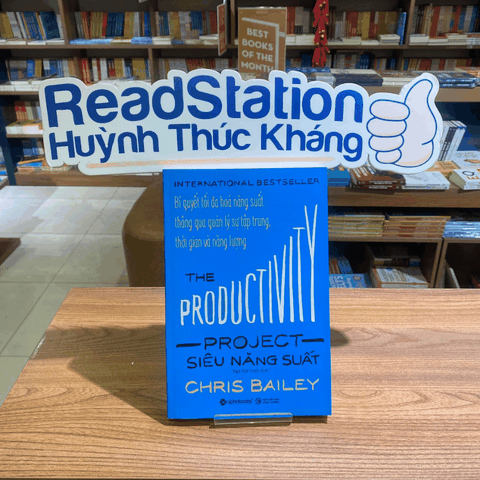 BEST
BOOKS OF
THE
MONTH
ReadStation
Huỳnh Thúc Kháng
INTERNATIONAL BESTSELLER
Bí quyết tối đa hoá năng suất
thông qua quản lý sự tập trung,
thời gian và năng lượng
THE
PRODUCTIVITY
PROJECT
SIÊU NĂNG SUẤT
CHRIS BAILEY